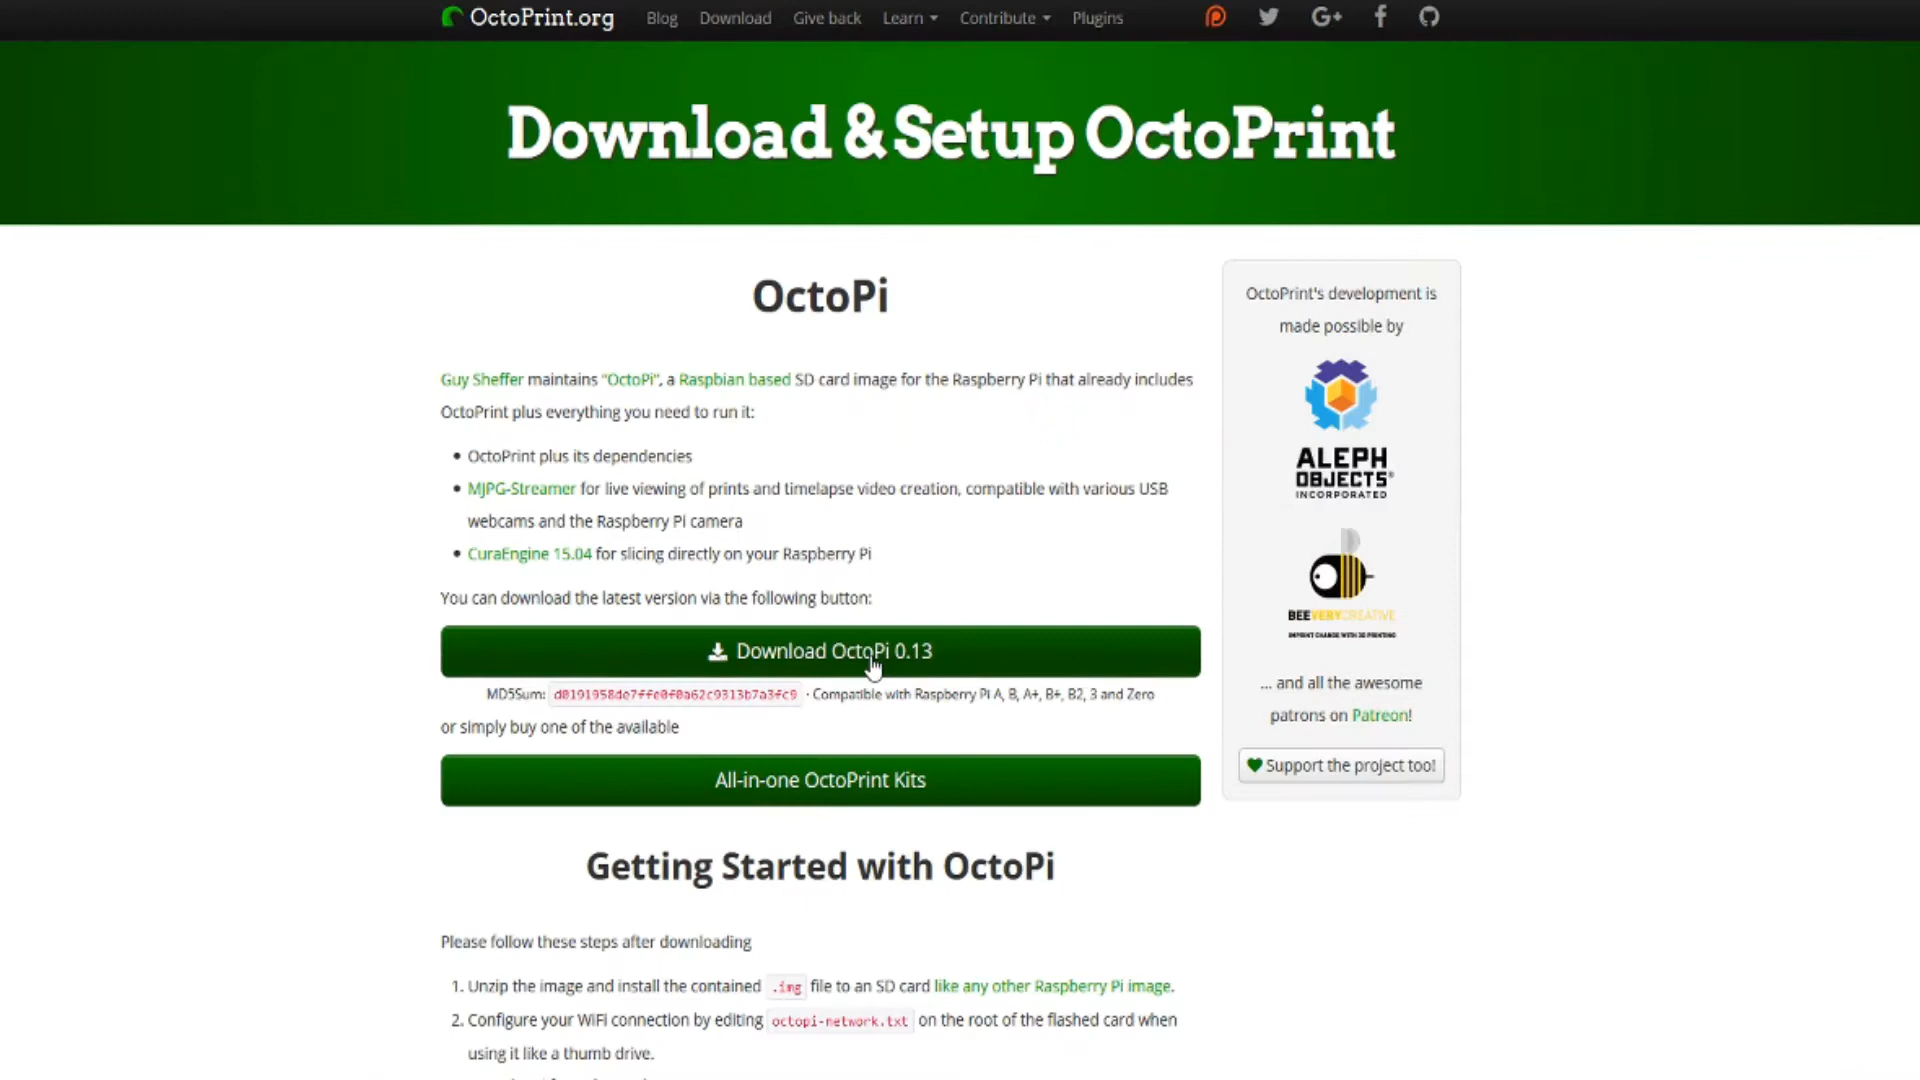 OctoPrint.org Blog Download Give back Learn Contribute Plugins
Download & Setup OctoPrint
OctoPi
Guy Sheffer maintains "OctoPi", a Raspbian based SD card image for the Raspberry Pi that already includes
OctoPrint plus everything you need to run it:
• OctoPrint plus its dependencies
• MJPG-Streamer for live viewing of prints and timelapse video creation, compatible with various USB
webcams and the Raspberry Pi camera
• CuraEngine 15.04 for slicing directly on your Raspberry Pi
You can download the latest version via the following button:
Download OctoPi 0.13
MD5Sum: d0191958de7ffe0f0a62c9313b7a3fc9 · Compatible with Raspberry Pi A, B, A+, B+, B2, 3 and Zero
or simply buy one of the available
All-in-one OctoPrint Kits
Getting Started with OctoPi
Please follow these steps after downloading
1. Unzip the image and install the contained .img file to an SD card like any other Raspberry Pi image.
2. Configure your WiFi connection by editing octopi-network.txt on the root of the flashed card when
using it like a thumb drive.
OctoPrint's development is
made possible by
ALEPH
OBJECTS®
INCORPORATED
BEEVERYCREATIVE
IMPRINT CHANGE WITH 3D PRINTING
... and all the awesome
patrons on Patreon!
Support the project too!